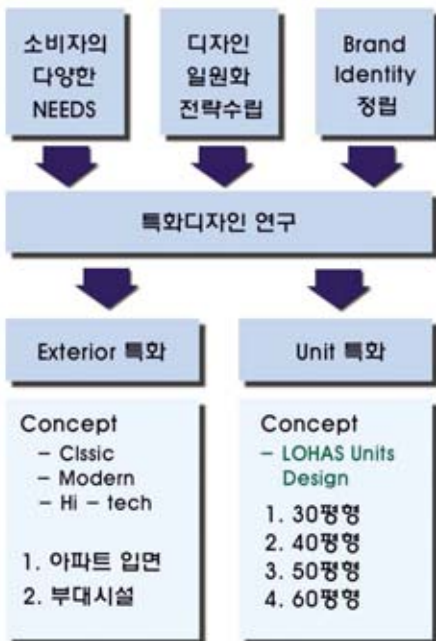 소비자의
다양한
NEEDS
디자인
일원화
전략수립
Brand
Identity
정립
특화디자인 연구
Exterior 특화
Unit 특화
Concept
– Clssic
– Modern
– Hi – tech
1. 아파트 입면
2. 부대시설
Concept
– LOHAS Units
Design
1. 30평형
2. 40평형
3. 50평형
4. 60평형